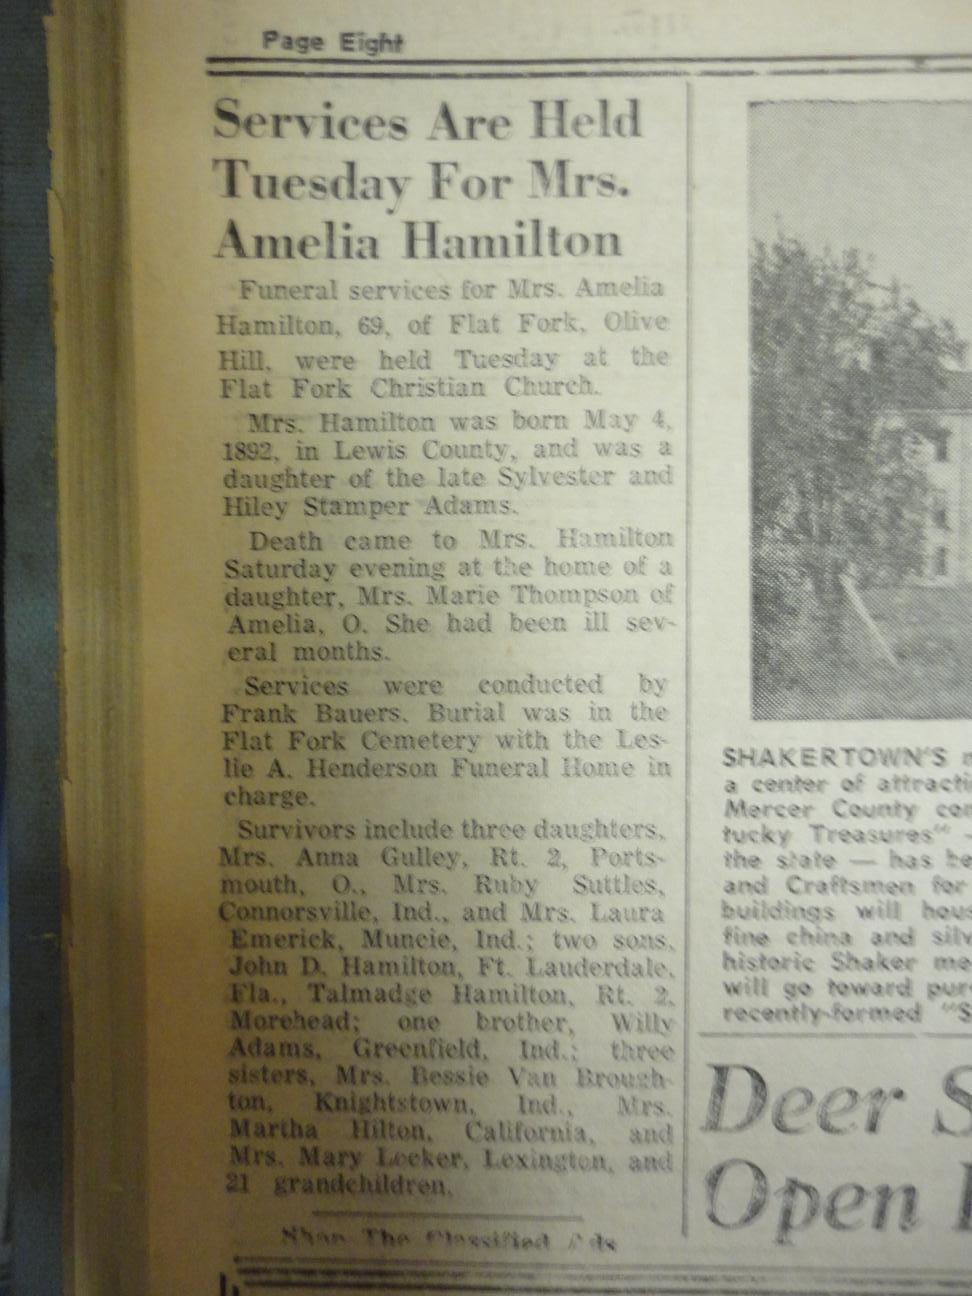 Page Eight
Services Are Held
Tuesday For Mrs.
Amelia Hamilton
Funeral services for Mrs. Amelia
Hamilton, 69, of Flat Fork, Olive
Hill, were held Tuesday at the
Flat Fork Christian Church.
Mrs. Hamilton was born May 4,
1892, in Lewis County, and was a
daughter of the late Sylvester and
Hiley Stamper Adams.
Death came to Mrs. Hamilton
Saturday evening at the home of a
daughter, Mrs. Marie Thompson of
Amelia, O. She had been ill sev-
eral months.
Services were conducted by
Frank Bauers. Burial was in the
Flat Fork Cemetery with the Les-
lie A. Henderson Funeral Home in
charge.
Survivors include three daughters,
Mrs. Anna Gulley, Rt. 2, Ports-
mouth, O., Mrs. Ruby Suttles,
Connorsville, Ind., and Mrs. Laura
Emerick, Muncie, Ind.; two sons,
John D. Hamilton, Ft. Lauderdale,
Fla., Talmadge Hamilton, Rt. 2,
Morehead; one brother, Willy
Adams, Greenfield, Ind.; three
sisters, Mrs. Bessie Van Brough-
ton, Knightstown, Ind., Mrs.
Martha Hilton, California, and
Mrs. Mary Lecker, Lexington, and
21 grandchildren.
Shop The Classified Ads
SHAKERTOWN'S
a center of attracti
Mercer County con
tucky Treasures" —
the state — has be
and Craftsmen for
buildings will hous
fine china and silv
historic Shaker me
will go toward pur
recently-formed "S
Deer S
Open